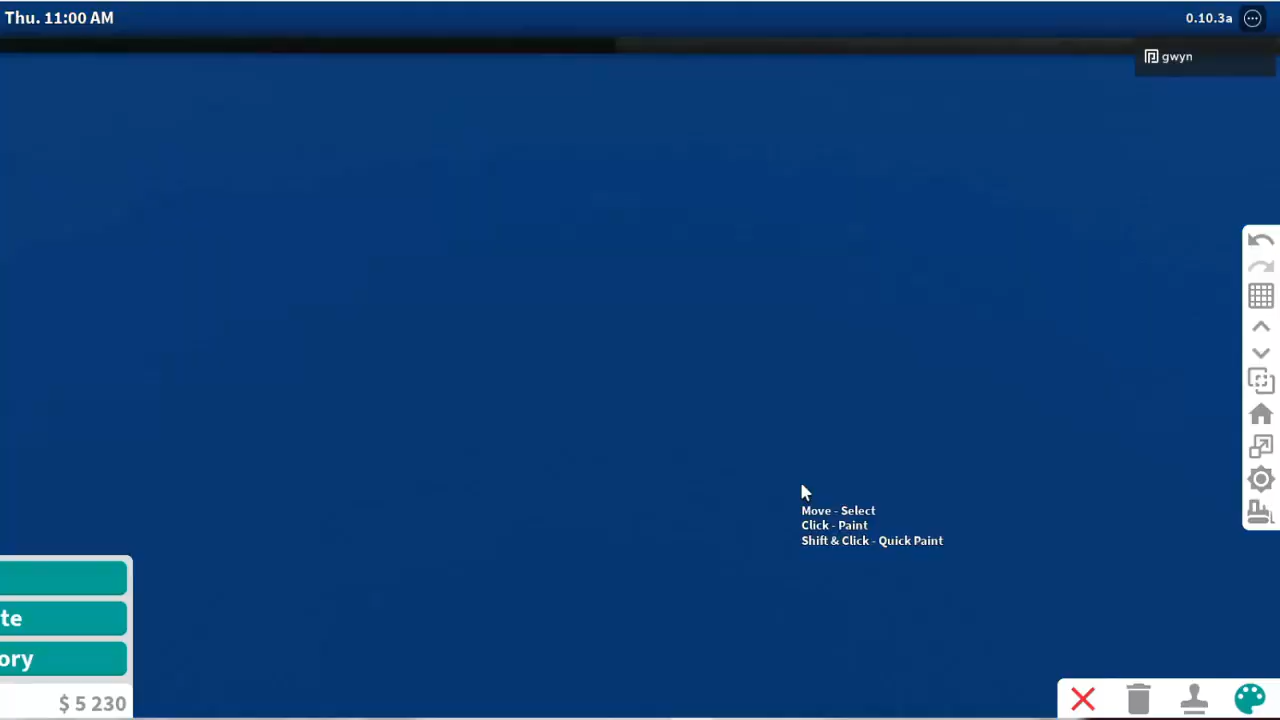 Thu. 11:00 AM
0.10.3a
gwyn
Move - Select
Click - Paint
Shift & Click - Quick Paint
te
ory
$ 5 230